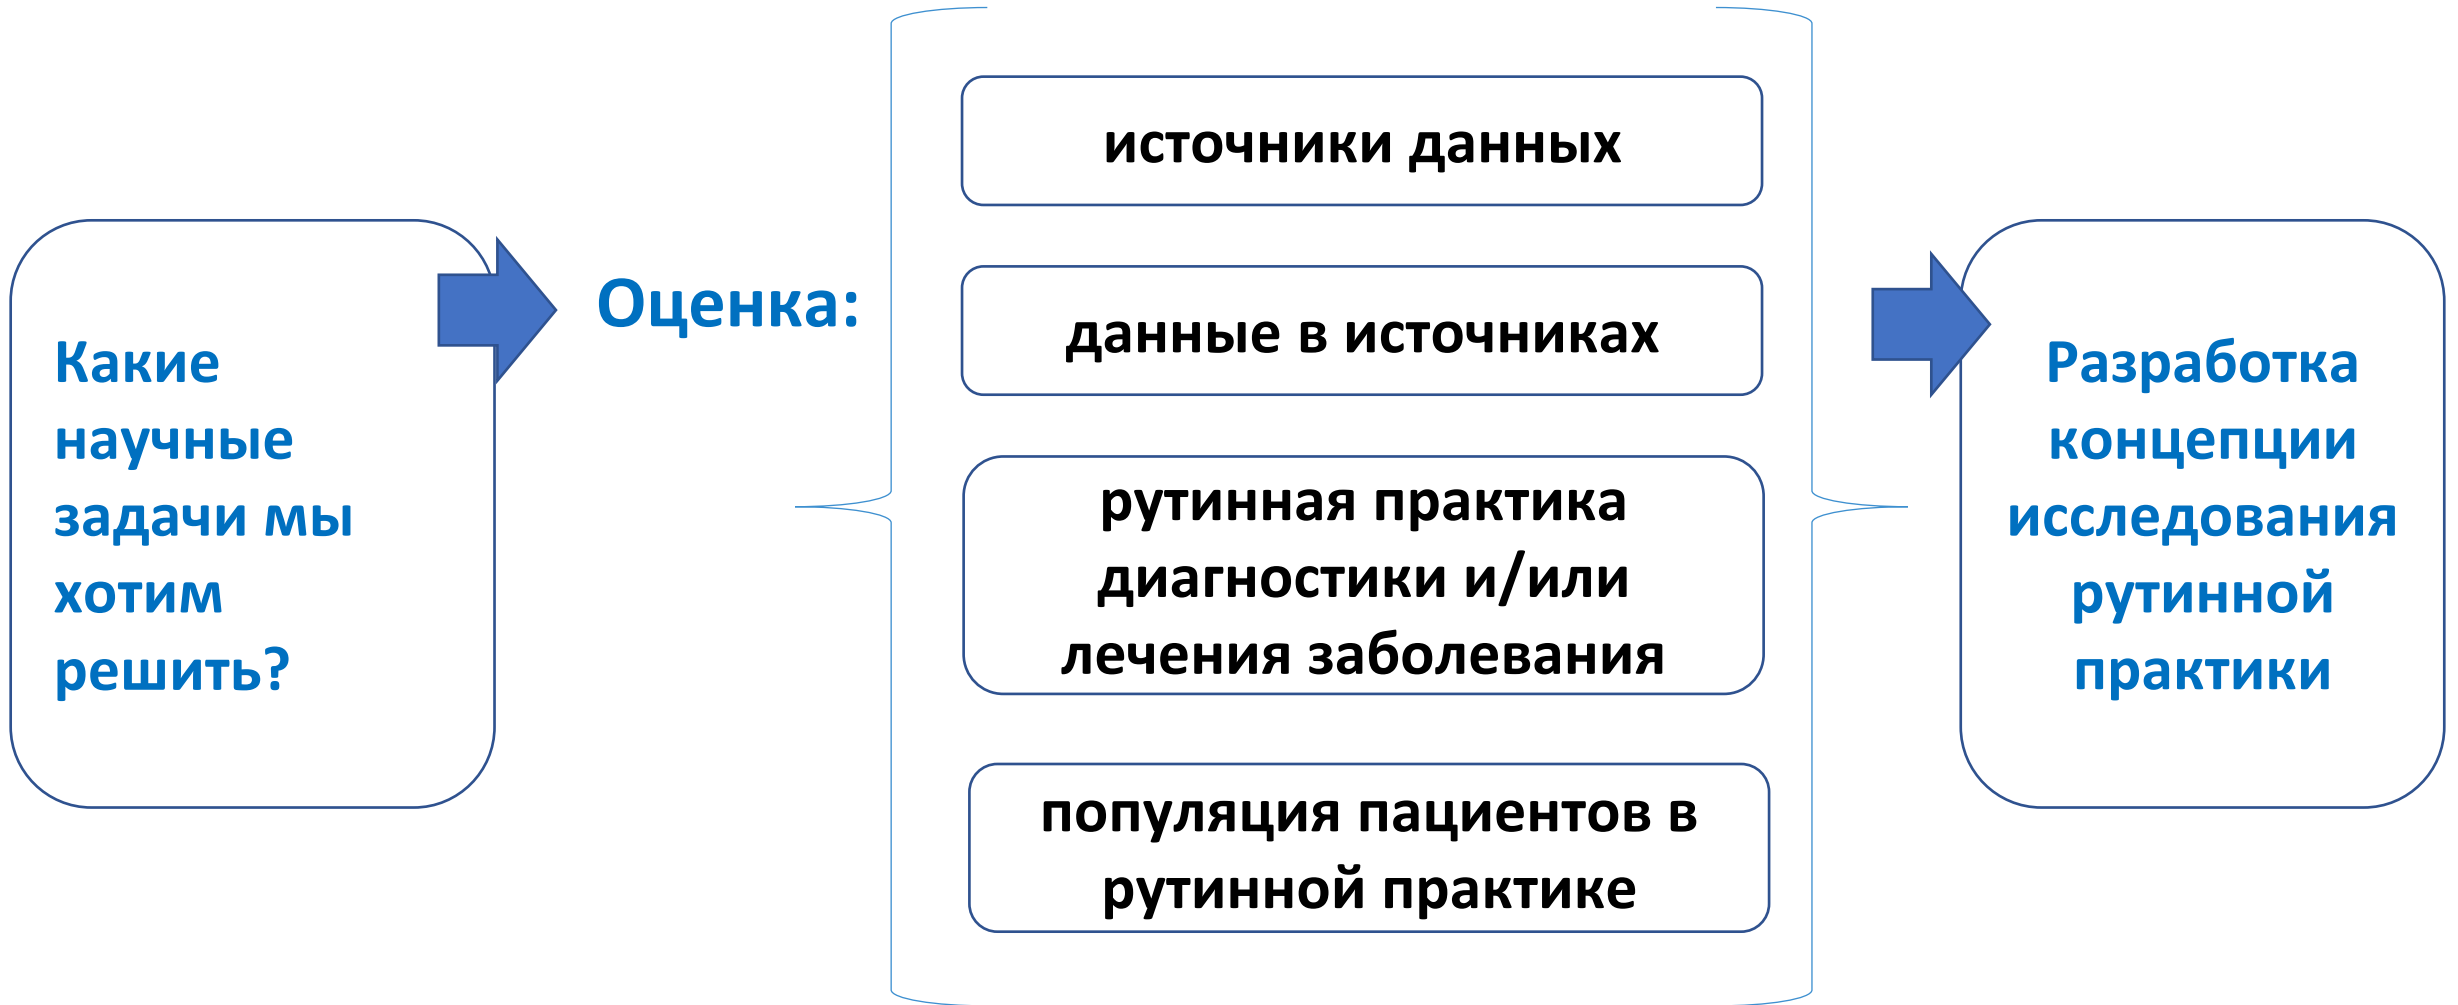 Какие
научные
задачи мы
хотим
решить?
Оценка:
источники данных
данные в источниках
рутинная практика
диагностики и/или
лечения заболевания
популяция пациентов в
рутинной практике
Разработка
концепции
исследования
рутинной
практики